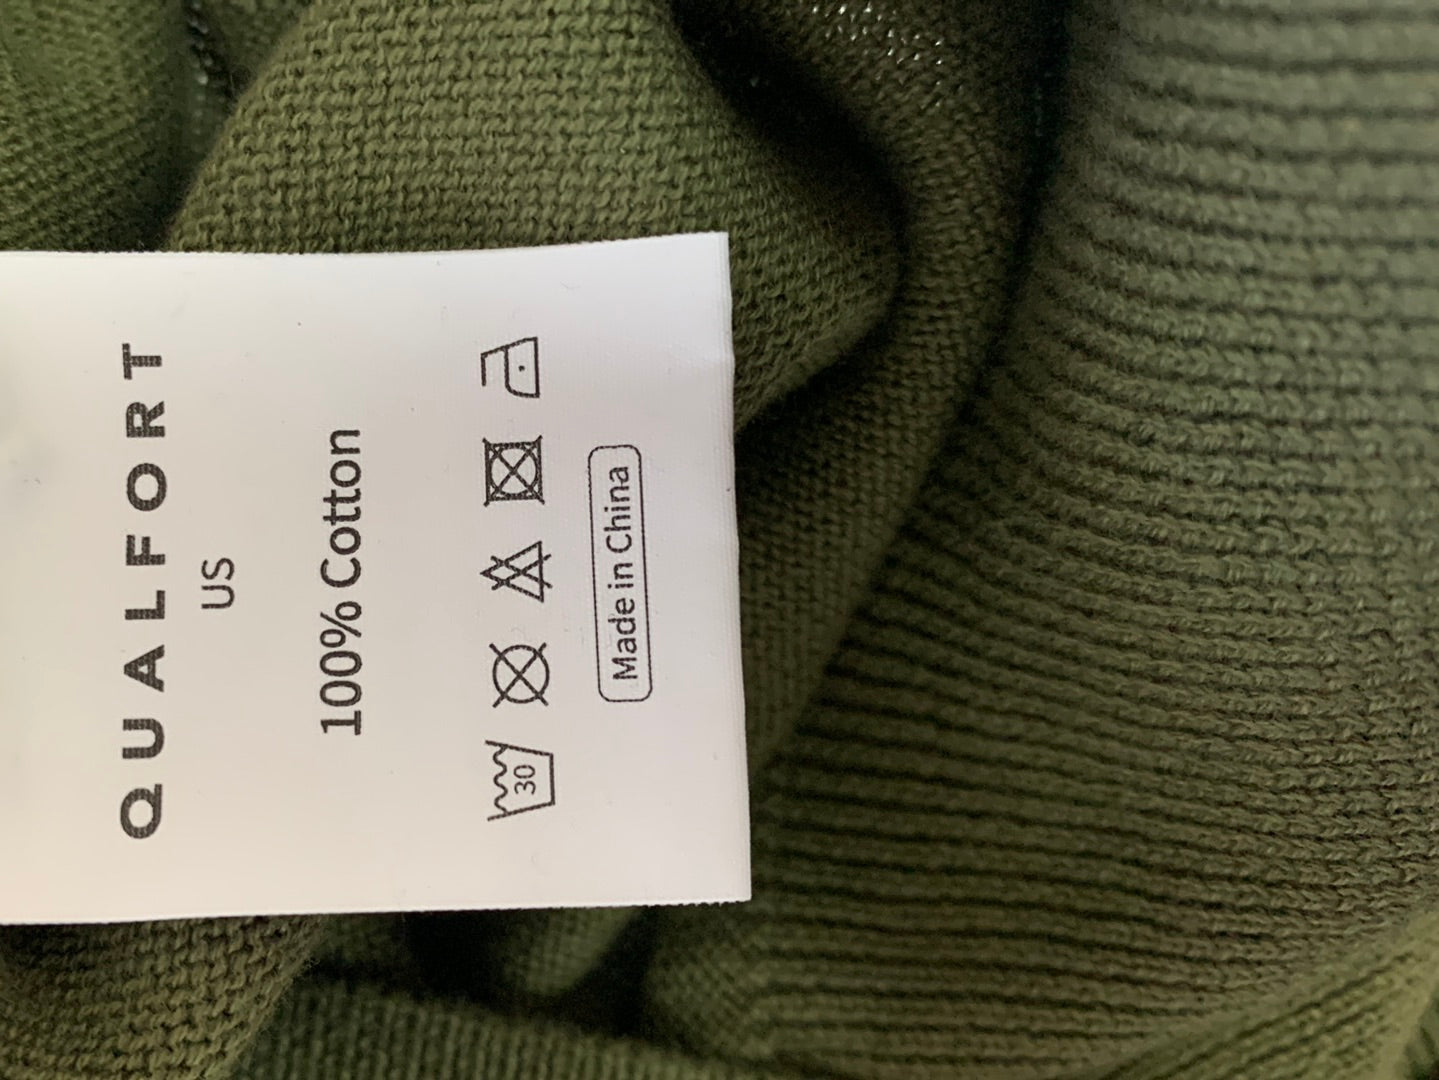 QUALFORT
US
100% Cotton
30
Made in China